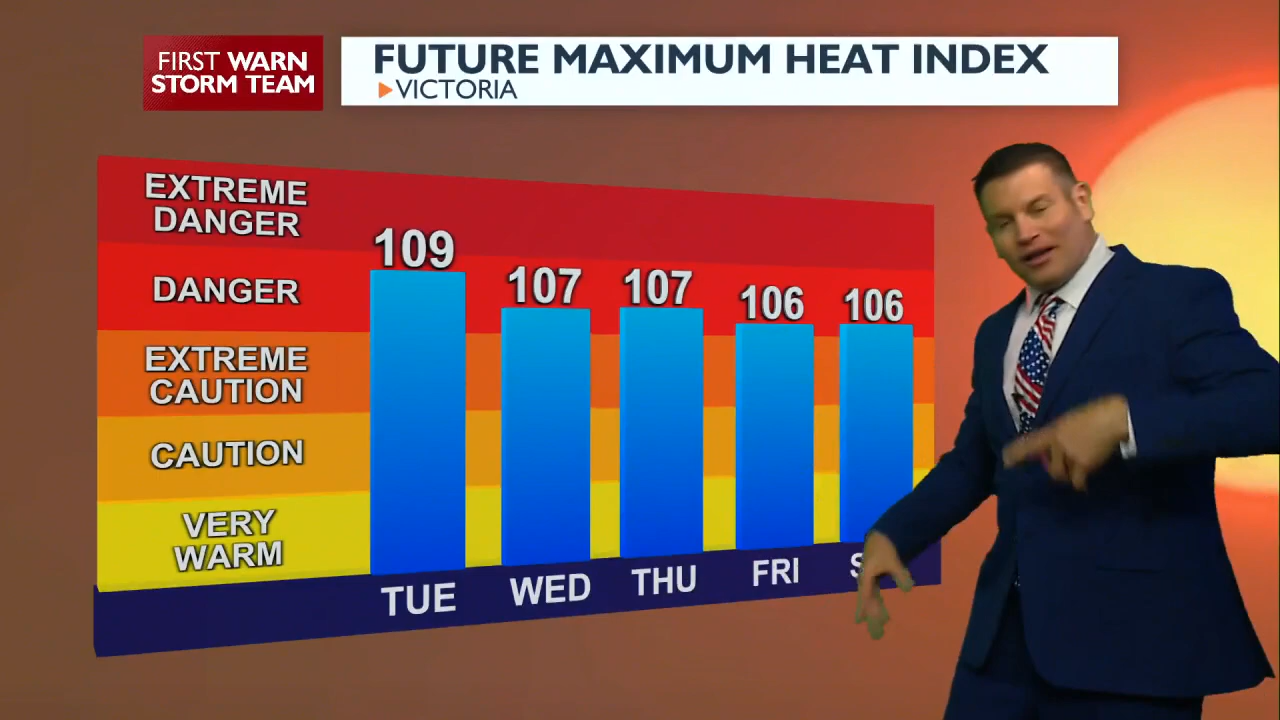 FIRST WARN
STORM TEAM
FUTURE MAXIMUM HEAT INDEX
VICTORIA
EXTREME
DANGER
DANGER
EXTREME
CAUTION
CAUTION
VERY
WARM
109
107
107
106
106
TUE
WED
THU
FRI